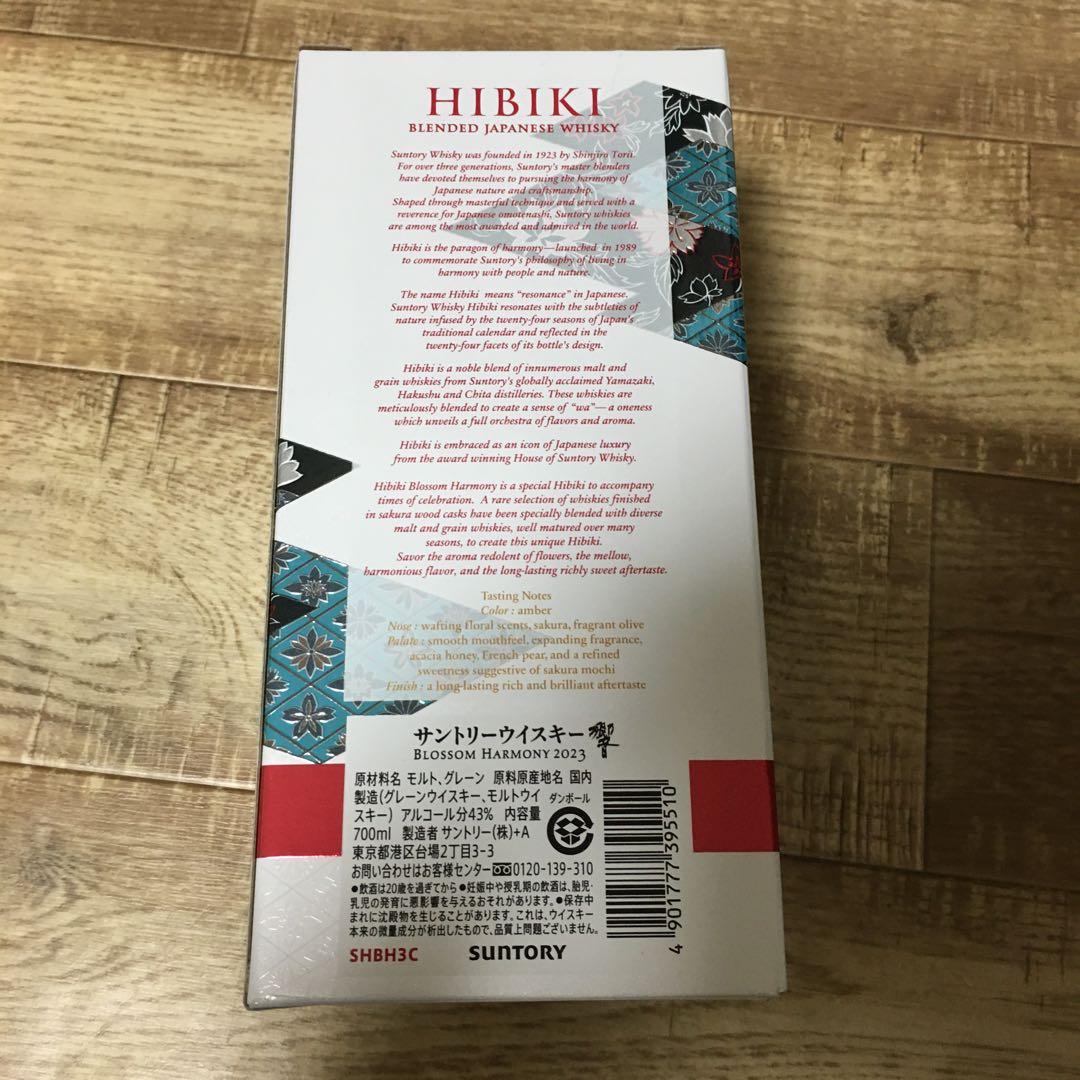 HIBIKI
BLENDED JAPANESE WHISKY
Suntory Whisky was founded in 1923 by Shinjiro Torii.
For over three generations, Suntory's master blenders
have devoted themselves to pursuing the harmony of
Japanese nature and craftsmanship.
Shaped through masterful technique and served with a
reverence for Japanese omotenashi, Suntory whiskies
are among the most awarded and admired in the world.
Hibiki is the paragon of harmony—launched in 1989
to commemorate Suntory's philosophy of living in
harmony with people and nature.
The name Hibiki means "resonance" in Japanese.
Suntory Whisky Hibiki resonates with the subtleties of
nature infused by the twenty-four seasons of Japan's
traditional calendar and reflected in the
twenty-four facets of its bottle's design.
Hibiki is a noble blend of innumerous malt and
grain whiskies from Suntory's globally acclaimed Yamazaki,
Hakushu and Chita distilleries. These whiskies are
meticulously blended to create a sense of "wa"— a oneness
which unveils a full orchestra of flavors and aroma.
Hibiki is embraced as an icon of Japanese luxury
from the award winning House of Suntory Whisky.
Hibiki Blossom Harmony is a special Hibiki to accompany
times of celebration. A rare selection of whiskies finished
in sakura wood casks have been specially blended with diverse
malt and grain whiskies, well matured over many
seasons, to create this unique Hibiki.
Savor the aroma redolent of flowers, the mellow,
harmonious flavor, and the long-lasting richly sweet aftertaste.
Tasting Notes
Color : amber
Nose : wafting floral scents, sakura, fragrant olive
Palate : smooth mouthfeel, expanding fragrance,
acacia honey, French pear, and a refined
sweetness suggestive of sakura mochi
Finish : a long-lasting rich and brilliant aftertaste
サントリーウイスキー 響
BLOSSOM HARMONY 2023
原材料名 モルト、グレーン 原料原産地名 国内
製造(グレーンウイスキー、モルトウイ
スキー) アルコール分43% 内容量
700ml 製造者 サントリー(株)+A
東京都港区台場2丁目3-3
お問い合わせはお客様センター 0120-139-310
●飲酒は20歳を過ぎてから ●妊娠中や授乳期の飲酒は、胎児・
乳児の発育に悪影響を与えるおそれがあります。●保存中
まれに沈殿物を生じることがあります。これは、ウイスキー
本来の微量成分が析出したもので、品質上問題ございません。
ダンボール
4 901777 395510
SHBH3C
SUNTORY